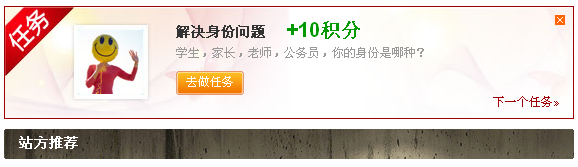 任务
解决身份问题 +10积分
学生，家长，老师，公务员，你的身份是哪种？
去做任务
下一个任务»
站方推荐